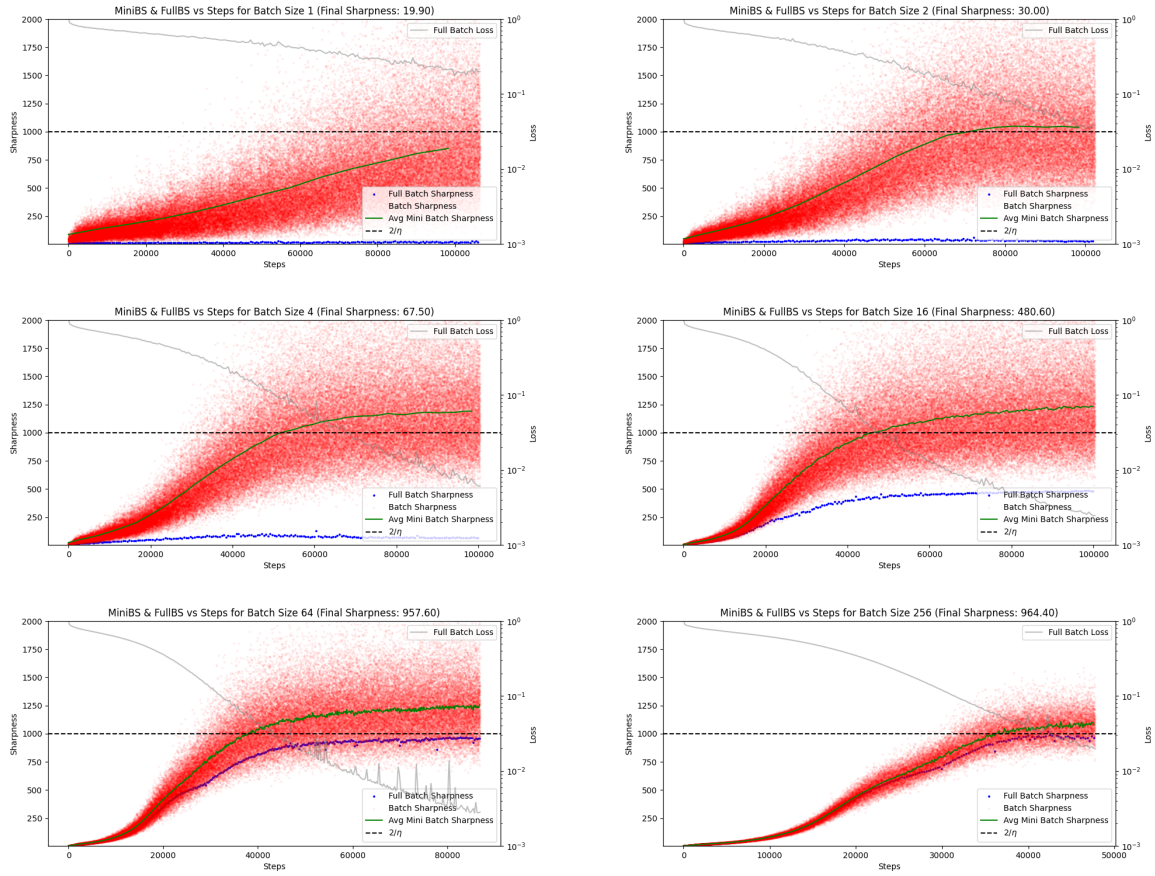 MiniBS & FullBS vs Steps for Batch Size 1 (Final Sharpness: 19.90)
2000
1750
1500
1250
1000
750
500
250
Sharpness
10⁰
10⁻¹
10⁻²
10⁻³
Loss
Full Batch Loss
Full Batch Sharpness
Batch Sharpness
Avg Mini Batch Sharpness
2/η
0 20000 40000 60000 80000 100000
Steps
MiniBS & FullBS vs Steps for Batch Size 2 (Final Sharpness: 30.00)
2000
1750
1500
1250
1000
750
500
250
Sharpness
10⁰
10⁻¹
10⁻²
10⁻³
Loss
Full Batch Loss
Full Batch Sharpness
Batch Sharpness
Avg Mini Batch Sharpness
2/η
0 20000 40000 60000 80000 100000
Steps
MiniBS & FullBS vs Steps for Batch Size 4 (Final Sharpness: 67.50)
2000
1750
1500
1250
1000
750
500
250
Sharpness
10⁰
10⁻¹
10⁻²
10⁻³
Loss
Full Batch Loss
Full Batch Sharpness
Batch Sharpness
Avg Mini Batch Sharpness
2/η
0 20000 40000 60000 80000 100000
Steps
MiniBS & FullBS vs Steps for Batch Size 16 (Final Sharpness: 480.60)
2000
1750
1500
1250
1000
750
500
250
Sharpness
10⁰
10⁻¹
10⁻²
10⁻³
Loss
Full Batch Loss
Full Batch Sharpness
Batch Sharpness
Avg Mini Batch Sharpness
2/η
0 20000 40000 60000 80000 100000
Steps
MiniBS & FullBS vs Steps for Batch Size 64 (Final Sharpness: 957.60)
2000
1750
1500
1250
1000
750
500
250
Sharpness
10⁰
10⁻¹
10⁻²
10⁻³
Loss
Full Batch Loss
Full Batch Sharpness
Batch Sharpness
Avg Mini Batch Sharpness
2/η
0 20000 40000 60000 80000
Steps
MiniBS & FullBS vs Steps for Batch Size 256 (Final Sharpness: 964.40)
2000
1750
1500
1250
1000
750
500
250
Sharpness
10⁰
10⁻¹
10⁻²
10⁻³
Loss
Full Batch Loss
Full Batch Sharpness
Batch Sharpness
Avg Mini Batch Sharpness
2/η
0 10000 20000 30000 40000 50000
Steps